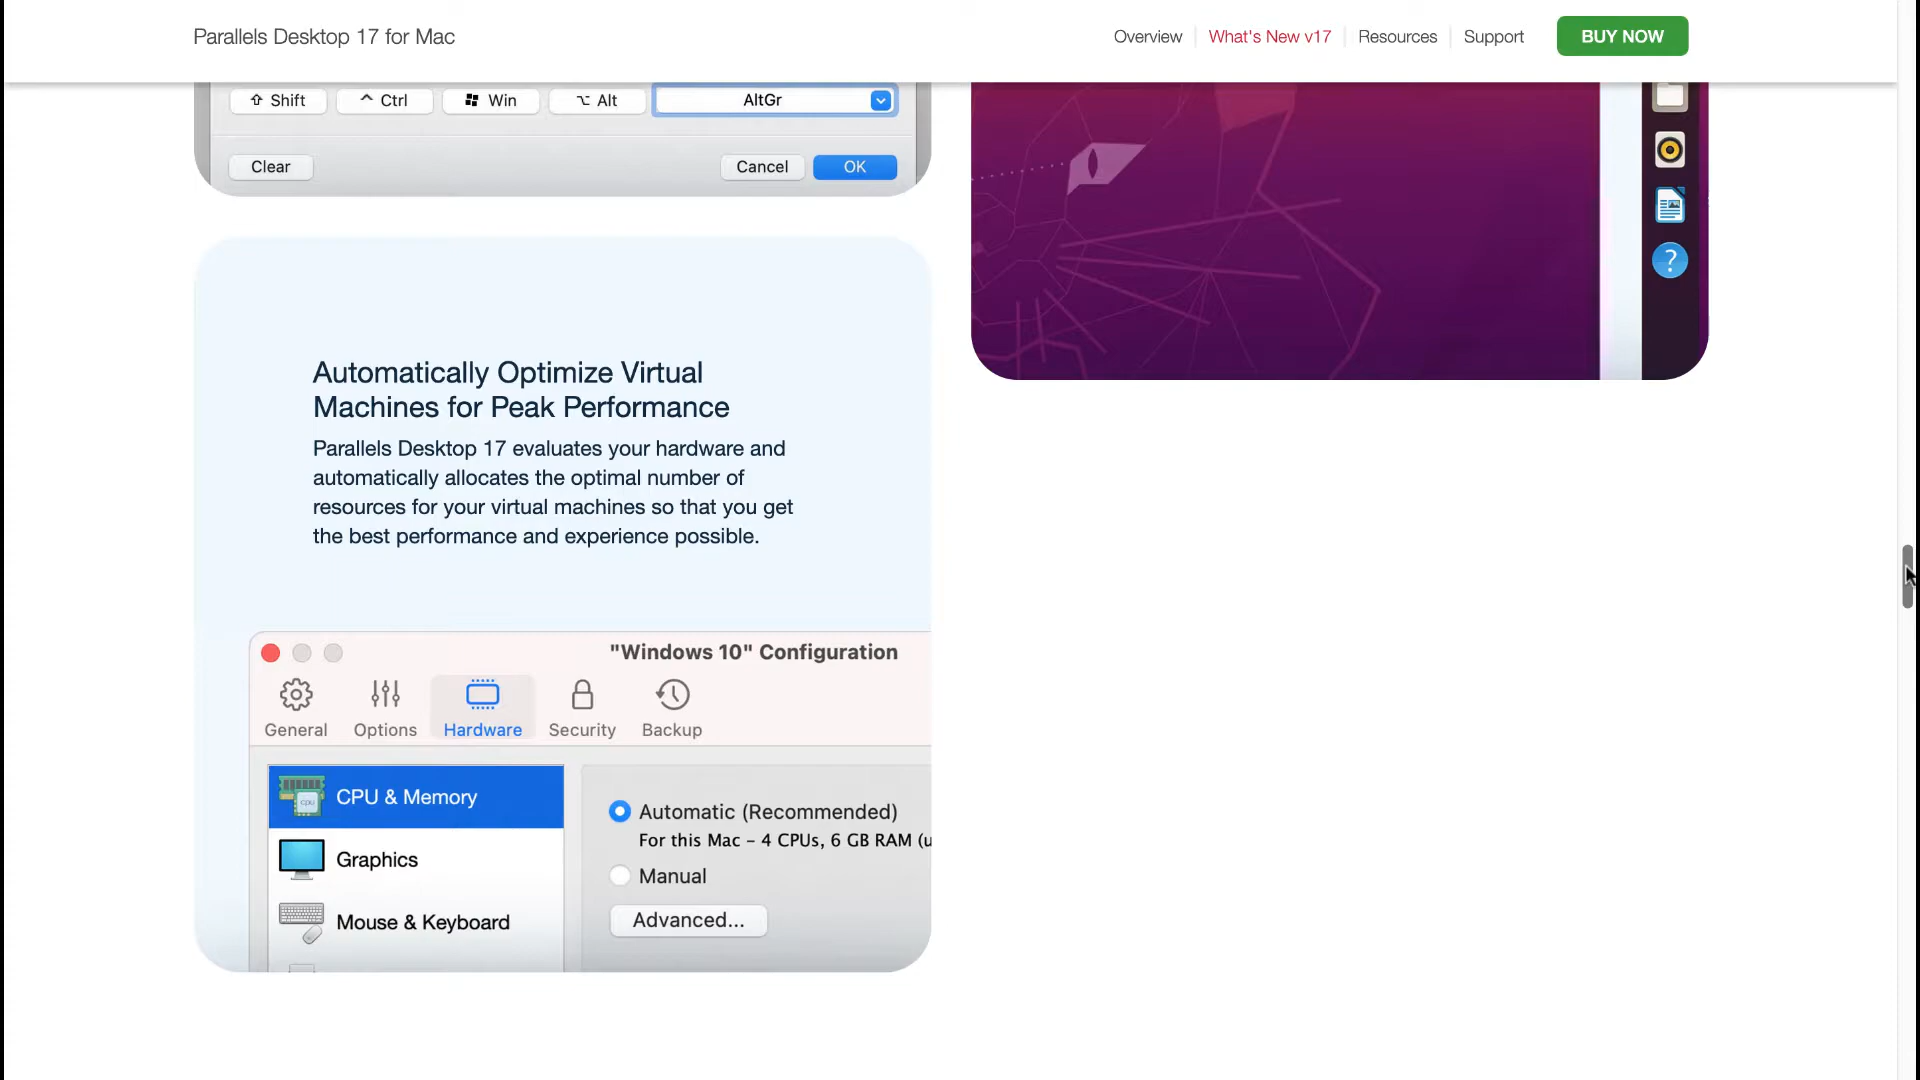 Parallels Desktop 17 for Mac
Overview
What's New v17
Resources
Support
BUY NOW
Shift
Ctrl
Win
Alt
AltGr
Clear
Cancel
OK
?
Automatically Optimize Virtual
Machines for Peak Performance
Parallels Desktop 17 evaluates your hardware and
automatically allocates the optimal number of
resources for your virtual machines so that you get
the best performance and experience possible.
"Windows 10" Configuration
General
Options
Hardware
Security
Backup
cpu
CPU & Memory
Graphics
Mouse & Keyboard
Automatic (Recommended)
For this Mac – 4 CPUs, 6 GB RAM (u
Manual
Advanced...